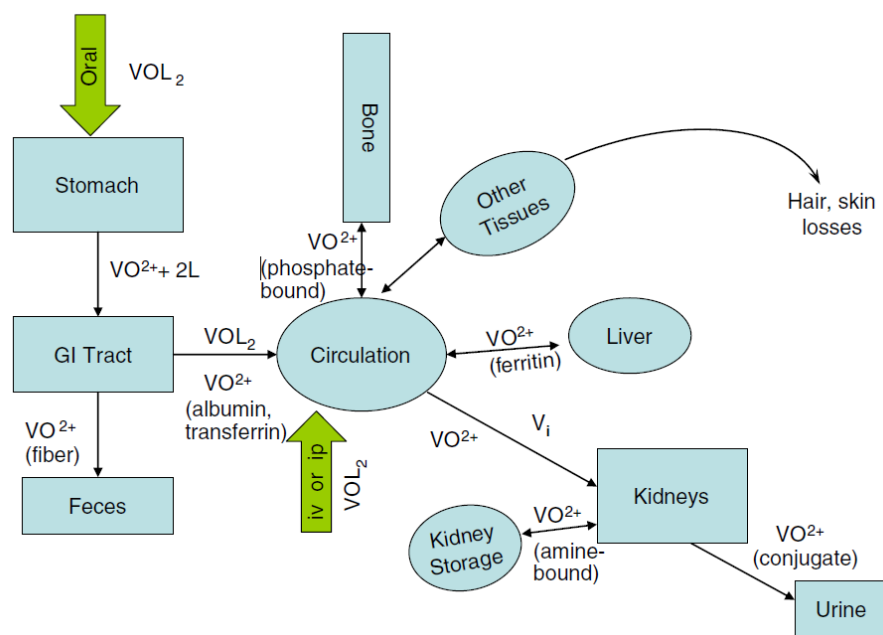 Oral
VOL₂
Stomach
VO²⁺+ 2L
GI Tract
VO²⁺
(fiber)
Feces
VOL₂
VO²⁺
(albumin,
transferrin)
iv or ip
VOL₂
Bone
VO²⁺
(phosphate-
bound)
Circulation
Other
Tissues
Hair, skin
losses
VO²⁺
(ferritin)
Liver
VO²⁺
Vᵢ
Kidneys
Kidney
Storage
VO²⁺
(amine-
bound)
VO²⁺
(conjugate)
Urine